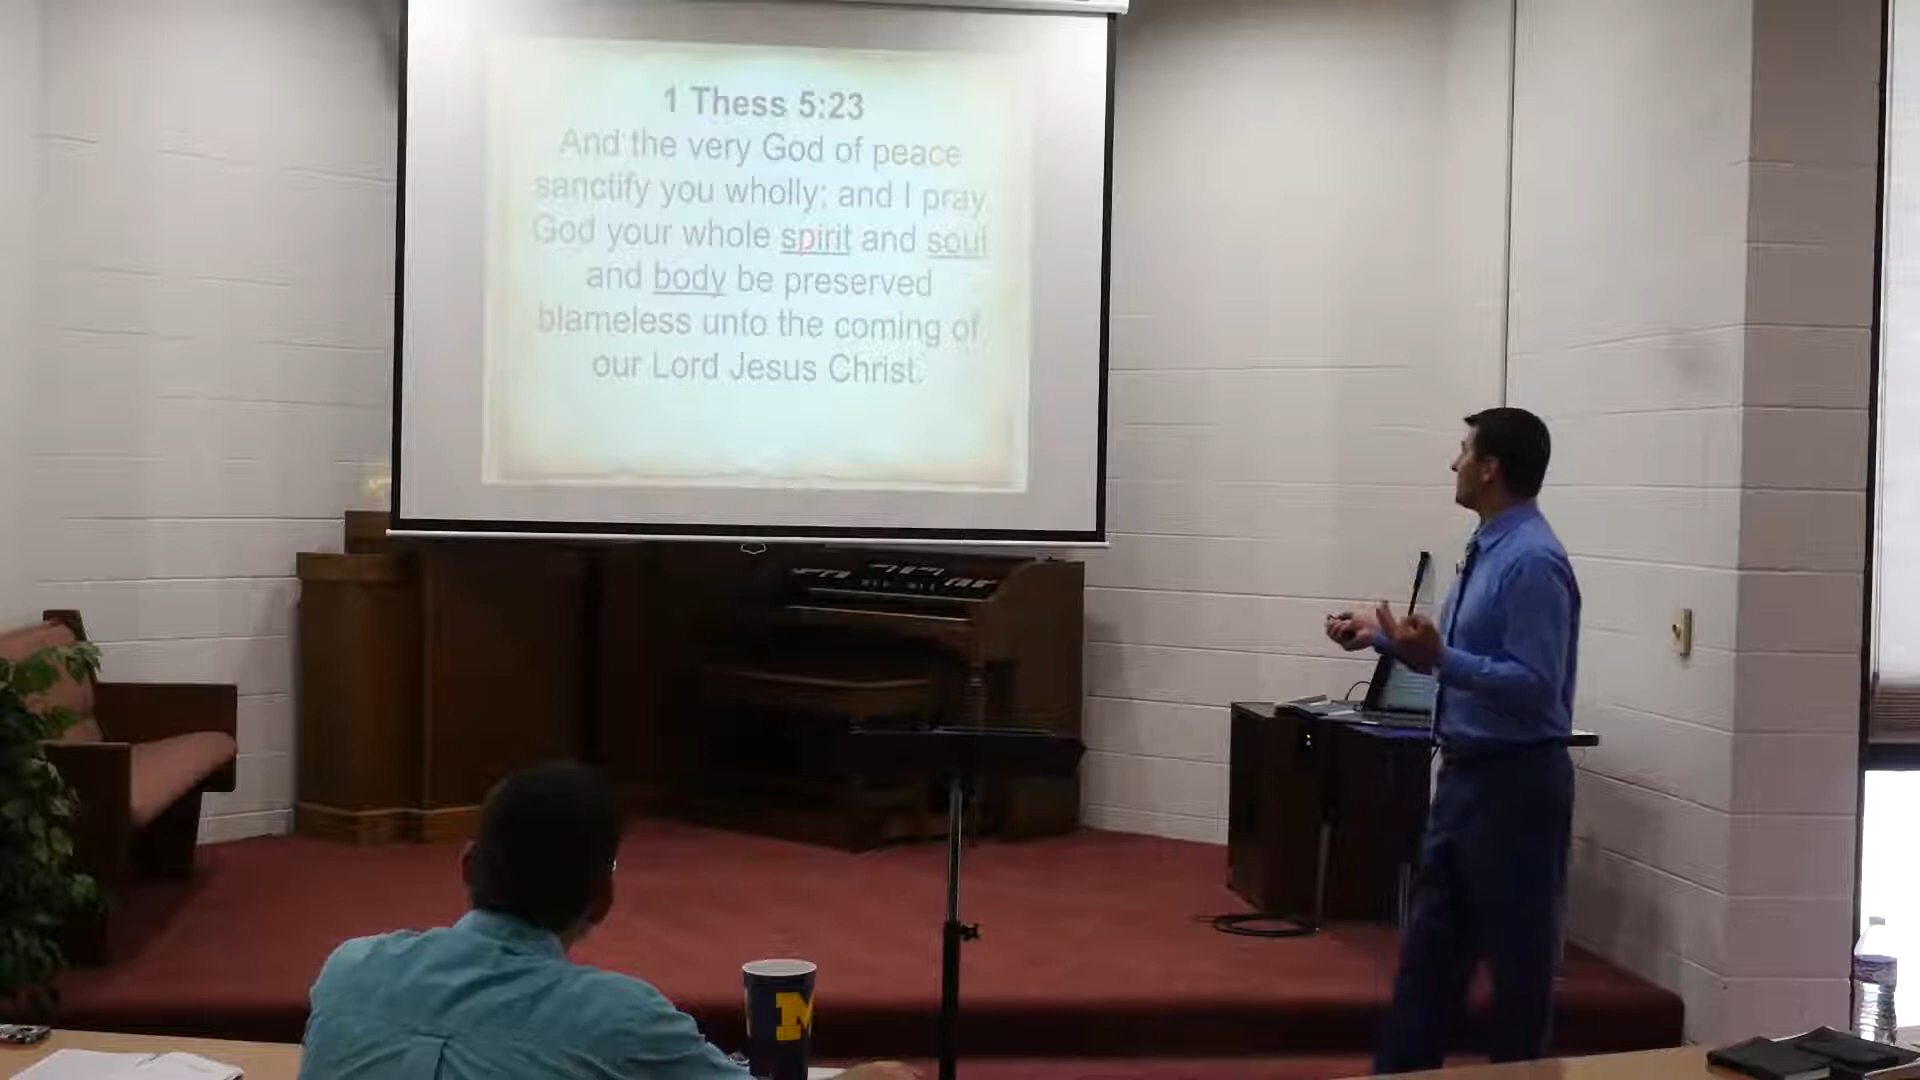 1 Thess 5:23
And the very God of peace
sanctify you wholly; and I pray
God your whole spirit and soul
and body be preserved
blameless unto the coming of
our Lord Jesus Christ.
M